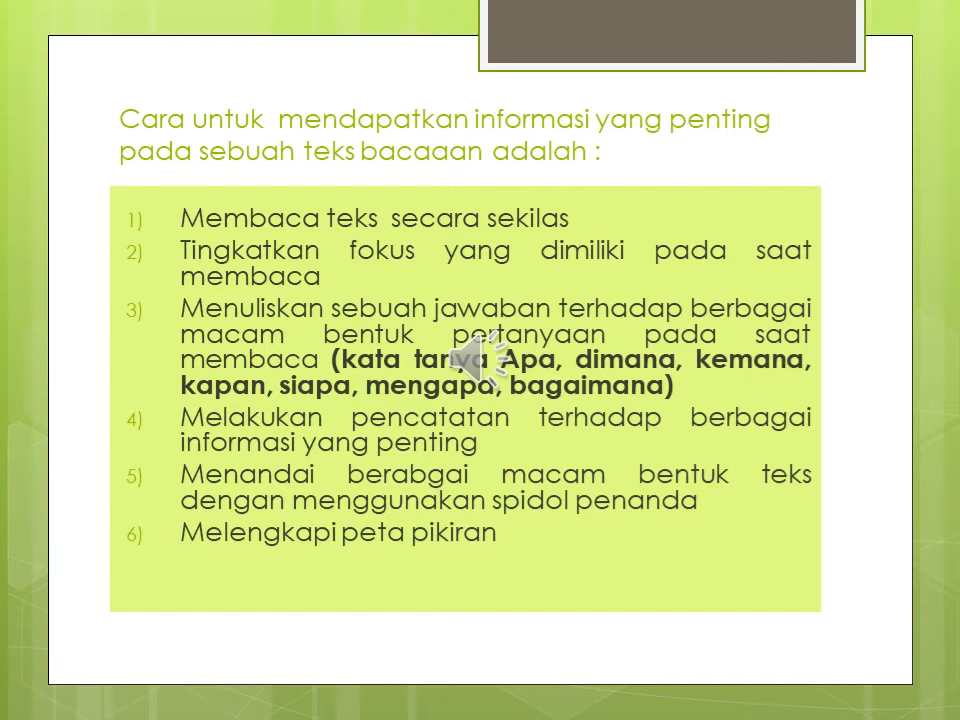 Cara untuk  mendapatkan informasi yang penting
pada sebuah teks bacaaan adalah :
1) Membaca teks  secara sekilas
2) Tingkatkan fokus yang dimiliki pada saat
membaca
3) Menuliskan sebuah jawaban terhadap berbagai
macam bentuk pertanyaan pada saat
membaca (kata tanya Apa, dimana, kemana,
kapan, siapa, mengapa, bagaimana)
4) Melakukan pencatatan terhadap berbagai
informasi yang penting
5) Menandai berabgai macam bentuk teks
dengan menggunakan spidol penanda
6) Melengkapi peta pikiran